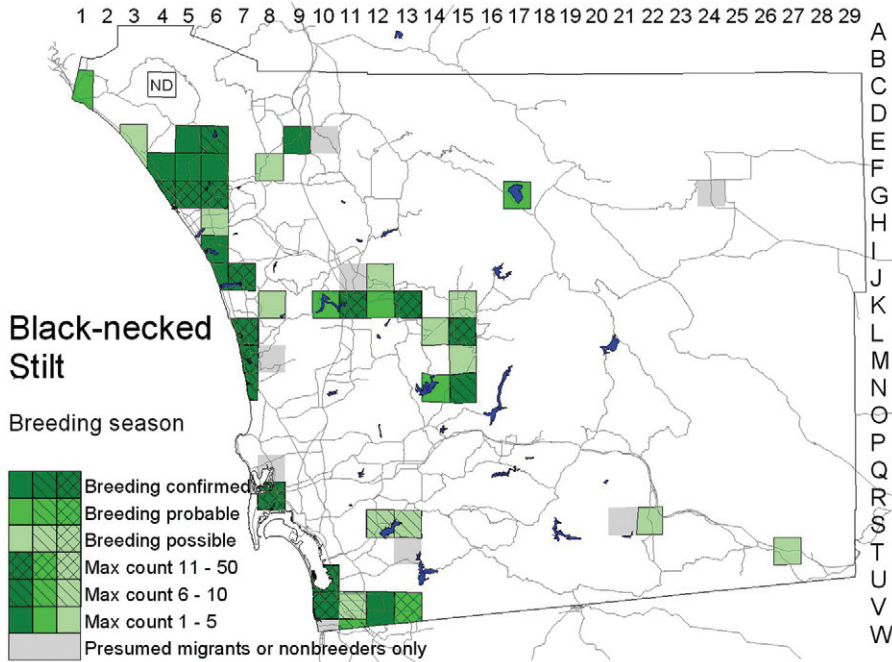 1 2 3 4 5 6 7 8 9 10 11 12 13 14 15 16 17 18 19 20 21 22 23 24 25 26 27 28 29
A
B
C
D
E
F
G
H
I
J
K
L
M
N
O
P
Q
R
S
T
U
V
W
ND
Black-necked
Stilt
Breeding season
Breeding confirmed
Breeding probable
Breeding possible
Max count 11 - 50
Max count 6 - 10
Max count 1 - 5
Presumed migrants or nonbreeders only